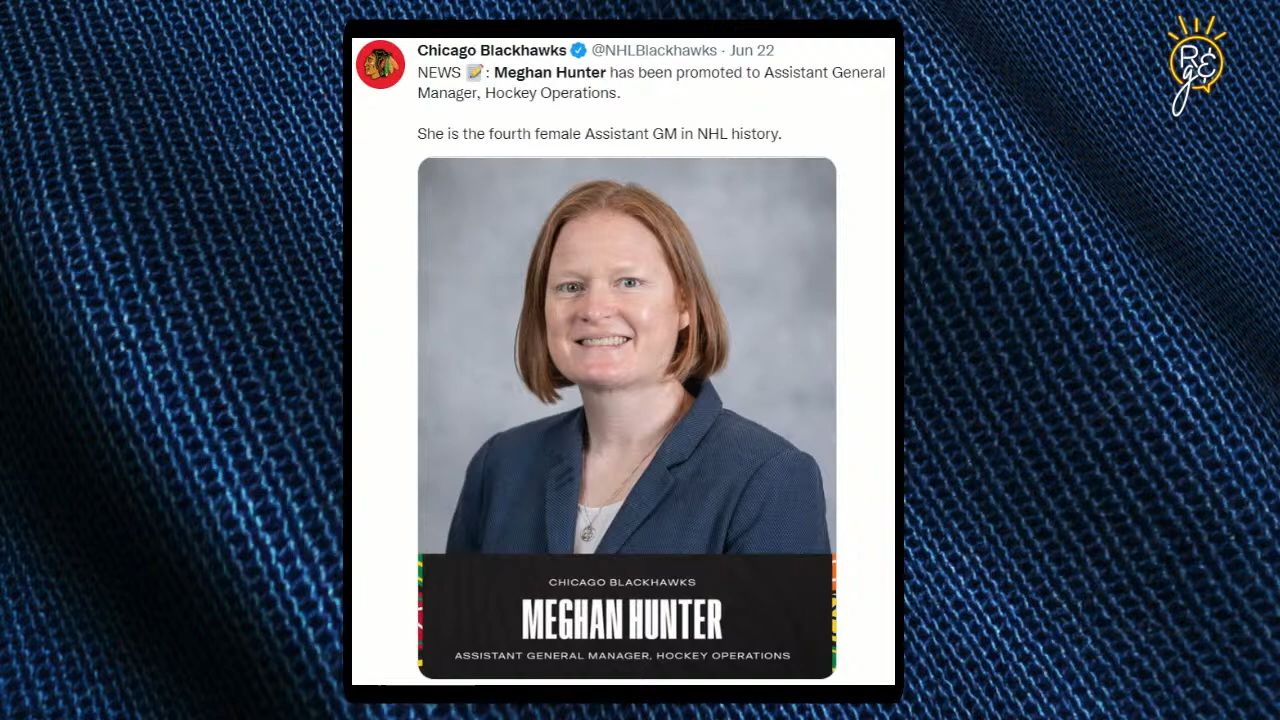 Chicago Blackhawks @NHLBlackhawks · Jun 22
NEWS 📝 : Meghan Hunter has been promoted to Assistant General
Manager, Hockey Operations.
She is the fourth female Assistant GM in NHL history.
CHICAGO BLACKHAWKS
MEGHAN HUNTER
ASSISTANT GENERAL MANAGER, HOCKEY OPERATIONS